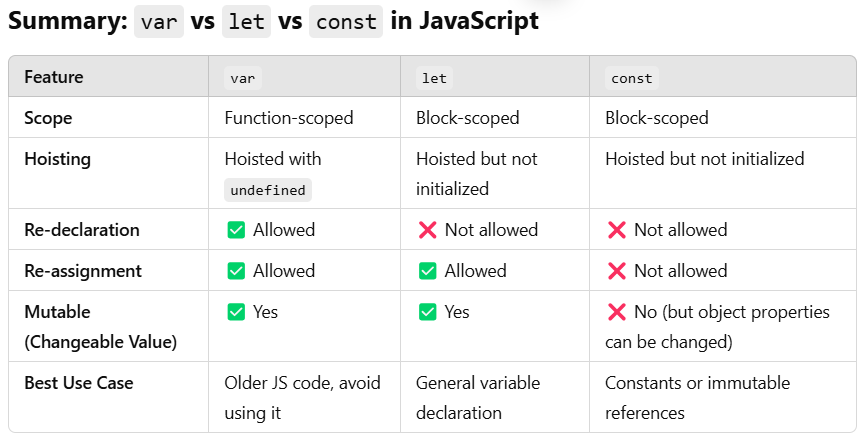 Summary: var vs let vs const in JavaScript
Feature var let const
Scope Function-scoped Block-scoped Block-scoped
Hoisting Hoisted with Hoisted but not Hoisted but not initialized
undefined initialized
Re-declaration ✅ Allowed ❌ Not allowed ❌ Not allowed
Re-assignment ✅ Allowed ✅ Allowed ❌ Not allowed
Mutable ✅ Yes ✅ Yes ❌ No (but object properties
(Changeable Value) can be changed)
Best Use Case Older JS code, avoid General variable Constants or immutable
using it declaration references